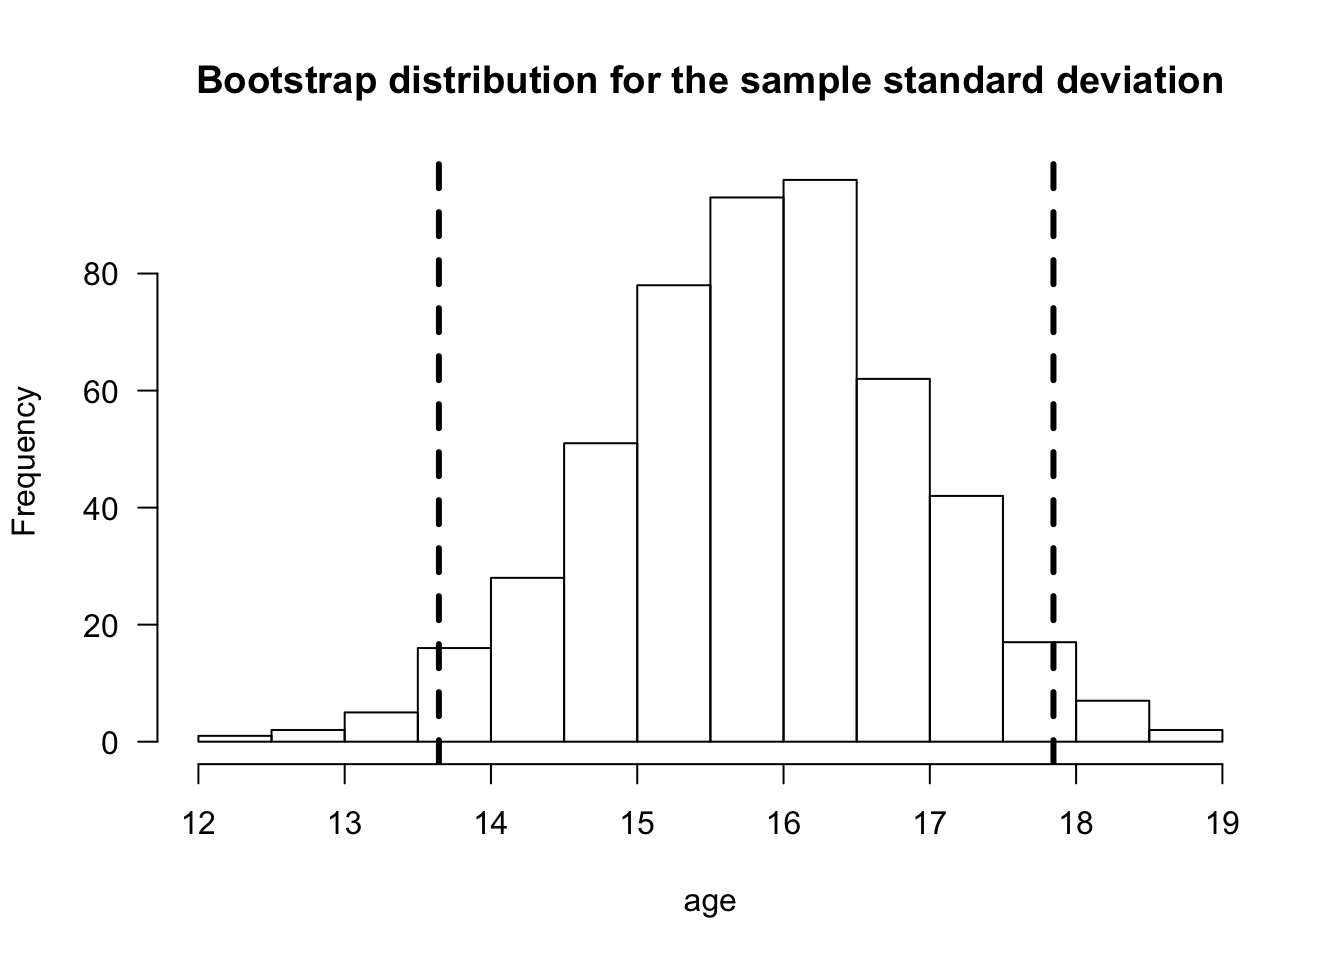 Bootstrap distribution for the sample standard deviation
Frequency
80
60
40
20
0
12 13 14 15 16 17 18 19
age